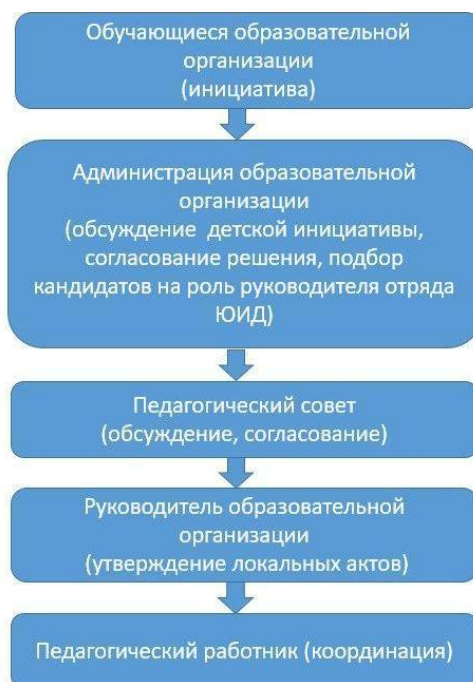 Обучающиеся образовательной
организации
(инициатива)
Администрация образовательной
организации
(обсуждение детской инициативы,
согласование решения, подбор
кандидатов на роль руководителя отряда
ЮИД)
Педагогический совет
(обсуждение, согласование)
Руководитель образовательной
организации
(утверждение локальных актов)
Педагогический работник (координация)